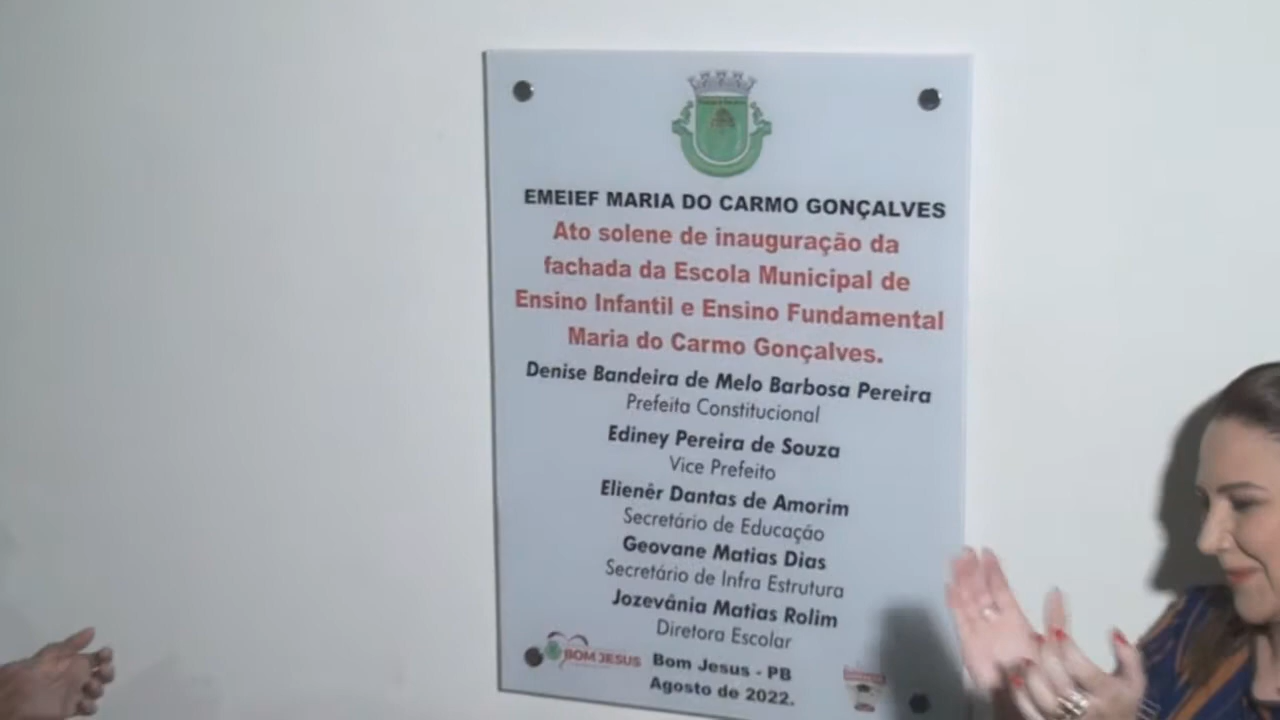 EMEIEF MARIA DO CARMO GONÇALVES
Ato solene de inauguração da
fachada da Escola Municipal de
Ensino Infantil e Ensino Fundamental
Maria do Carmo Gonçalves.
Denise Bandeira de Melo Barbosa Pereira
Prefeita Constitucional
Ediney Pereira de Souza
Vice Prefeito
Elienêr Dantas de Amorim
Secretário de Educação
Geovane Matias Dias
Secretário de Infra Estrutura
Jozevânia Matias Rolim
Diretora Escolar
BOM JESUS
Bom Jesus - PB
Agosto de 2022.